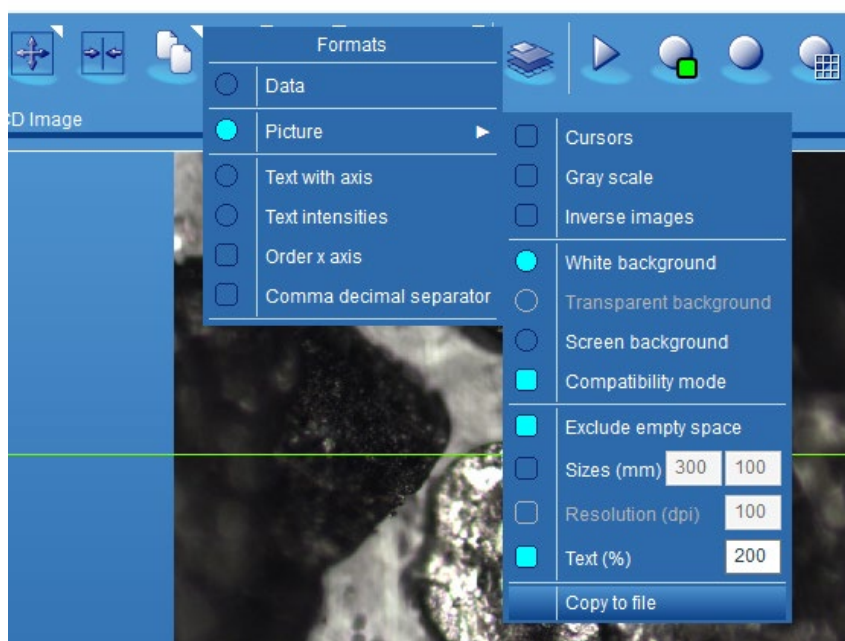 Formats
Data
CD Image
Picture
Cursors
Text with axis
Gray scale
Text intensities
Inverse images
Order x axis
White background
Comma decimal separator
Transparent background
Screen background
Compatibility mode
Exclude empty space
Sizes (mm) 300 100
Resolution (dpi) 100
Text (%) 200
Copy to file